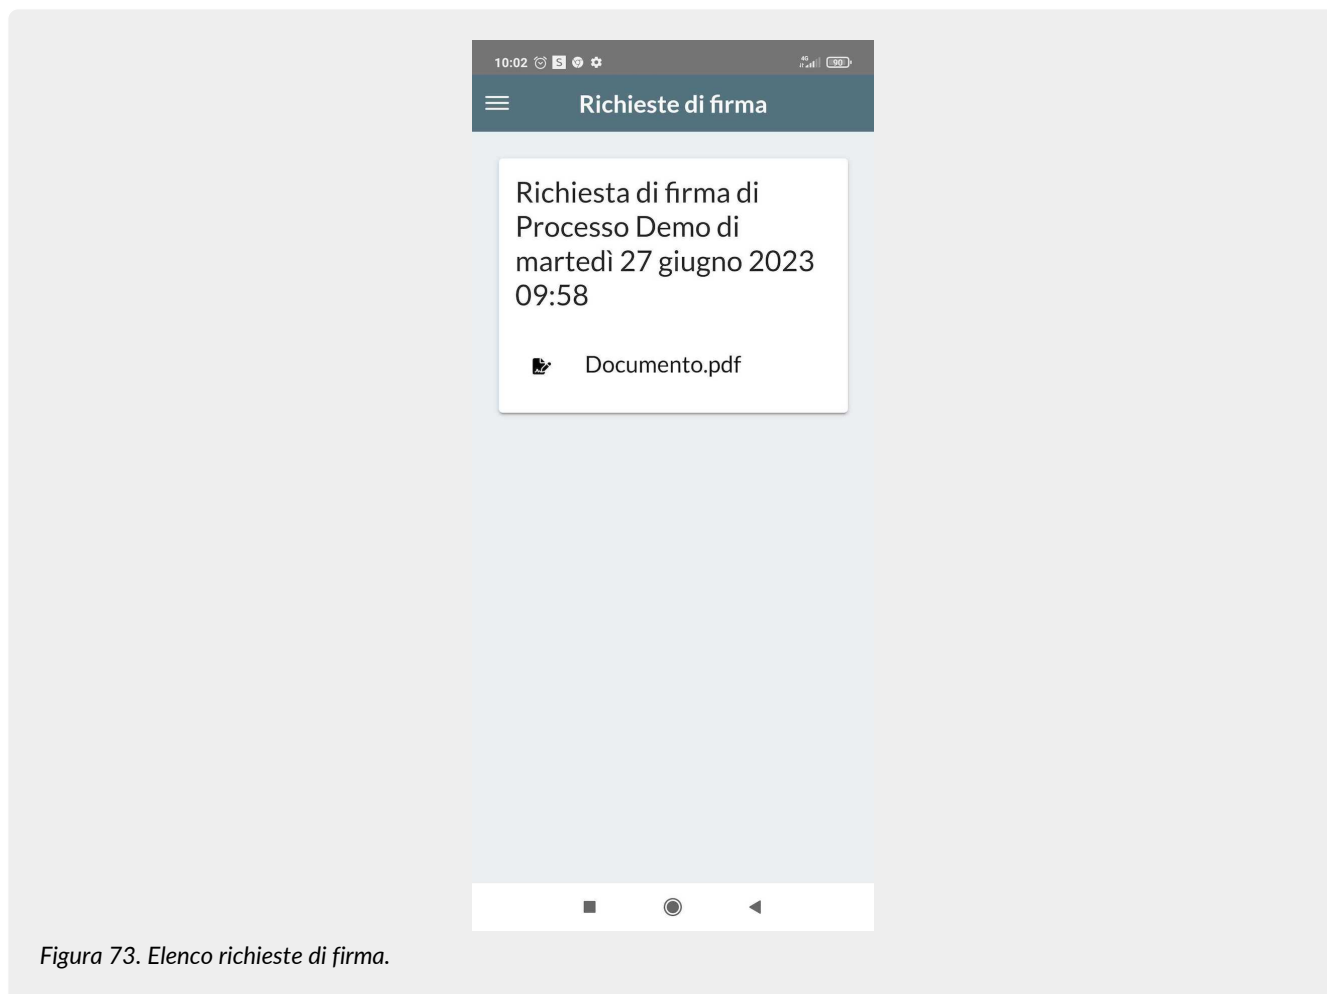 10:02 S 4G 90
Richieste di firma
Richiesta di firma di
Processo Demo di
martedì 27 giugno 2023
09:58
Documento.pdf
Figura 73. Elenco richieste di firma.